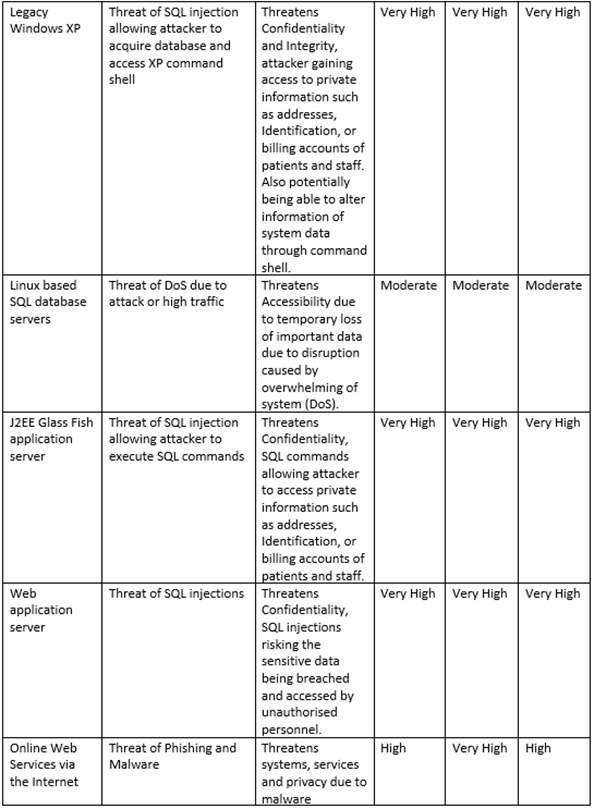 Legacy
Windows XP
Threat of SQL injection
allowing attacker to
acquire database and
access XP command
shell
Threatens
Confidentiality
and Integrity,
attacker gaining
access to private
information such
as addresses,
Identification, or
billing accounts of
patients and staff.
Also potentially
being able to alter
information of
system data
through command
shell.
Very High
Very High
Very High
Linux based
SQL database
servers
Threat of DoS due to
attack or high traffic
Threatens
Accessibility due
to temporary loss
of important data
due to disruption
caused by
overwhelming of
system (DoS).
Moderate
Moderate
Moderate
J2EE Glass Fish
application
server
Threat of SQL injection
allowing attacker to
execute SQL commands
Threatens
Confidentiality,
SQL commands
allowing attacker
to access private
information such
as addresses,
Identification, or
billing accounts of
patients and staff.
Very High
Very High
Very High
Web
application
server
Threat of SQL injections
Threatens
Confidentiality,
SQL injections
risking the
sensitive data
being breached
and accessed by
unauthorised
personnel.
Very High
Very High
Very High
Online Web
Services via
the Internet
Threat of Phishing and
Malware
Threatens
systems, services
and privacy due to
malware
High
Very High
High